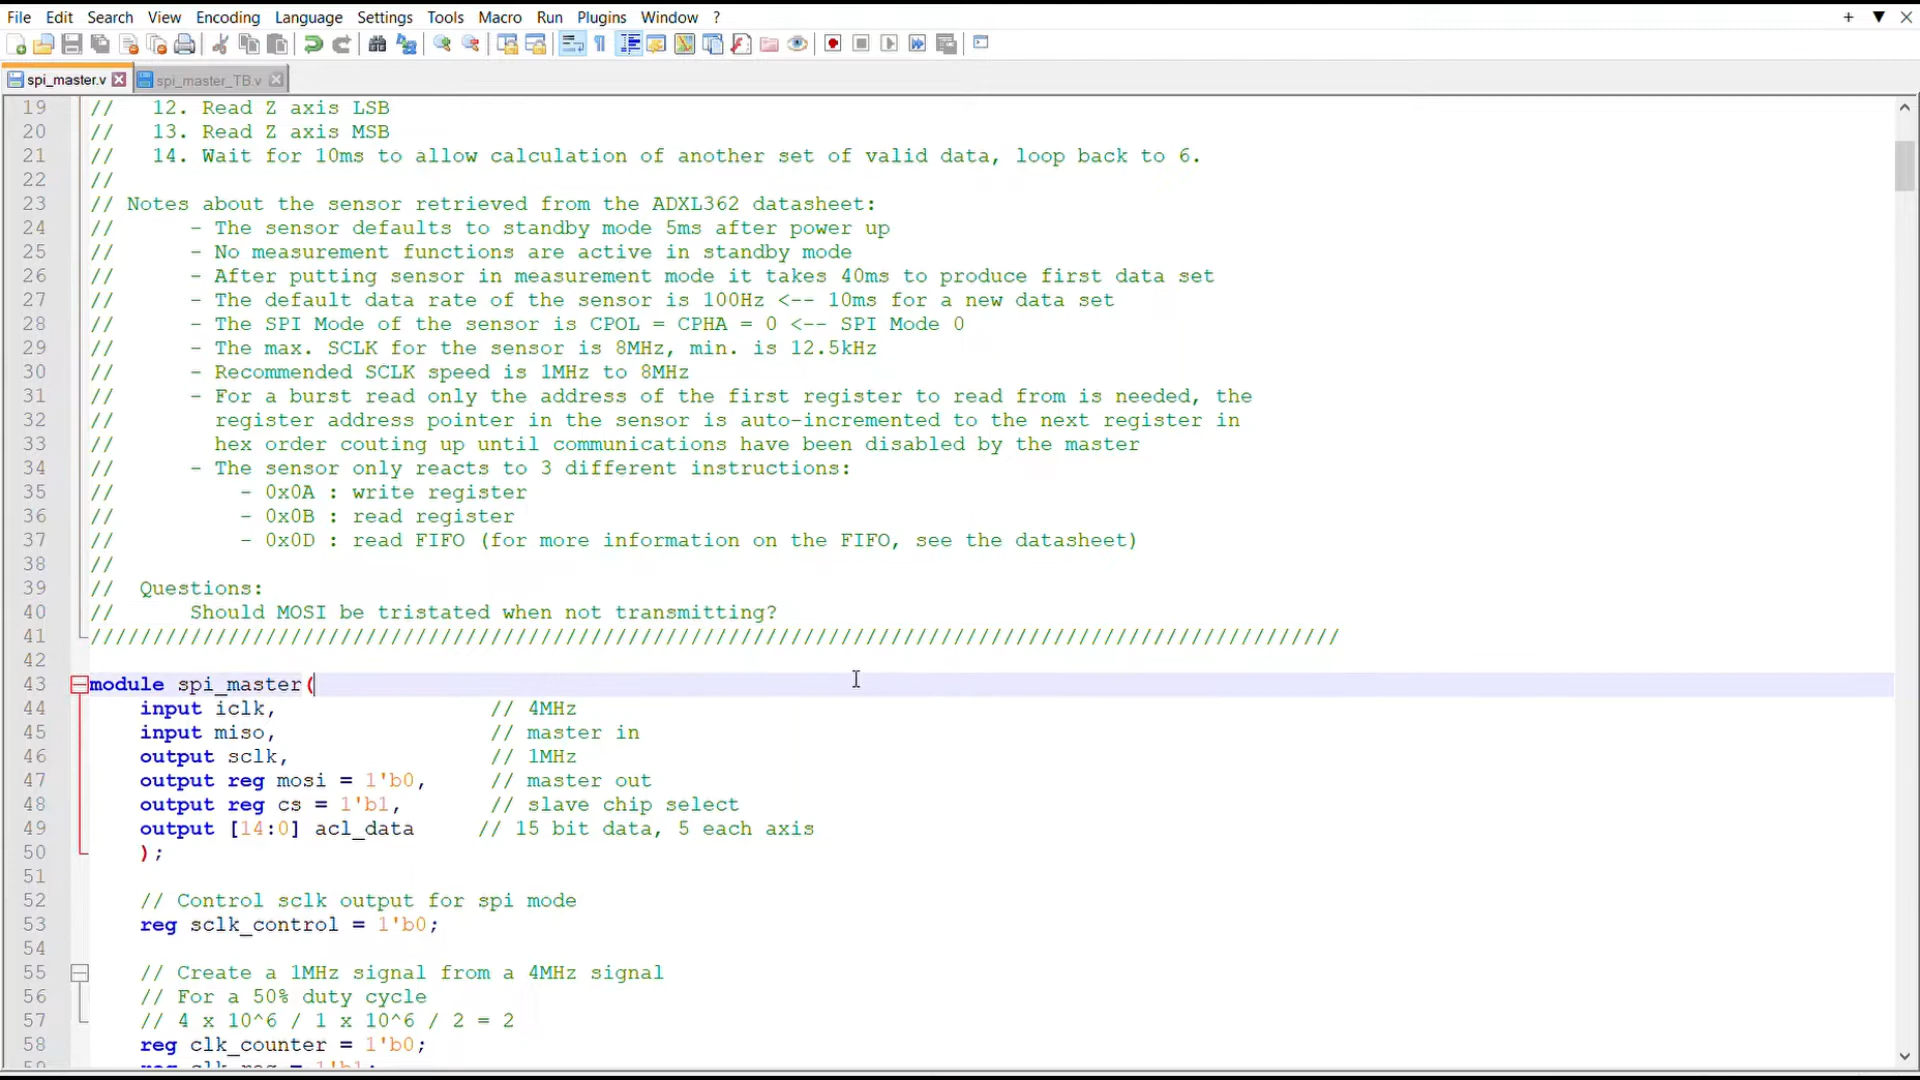 File Edit Search View Encoding Language Settings Tools Macro Run Plugins Window ?
spi_master.v spi_master_TB.v
19 // 12. Read Z axis LSB
20 // 13. Read Z axis MSB
21 // 14. Wait for 10ms to allow calculation of another set of valid data, loop back to 6.
22 //
23 // Notes about the sensor retrieved from the ADXL362 datasheet:
24 // - The sensor defaults to standby mode 5ms after power up
25 // - No measurement functions are active in standby mode
26 // - After putting sensor in measurement mode it takes 40ms to produce first data set
27 // - The default data rate of the sensor is 100Hz <-- 10ms for a new data set
28 // - The SPI Mode of the sensor is CPOL = CPHA = 0 <-- SPI Mode 0
29 // - The max. SCLK for the sensor is 8MHz, min. is 12.5kHz
30 // - Recommended SCLK speed is 1MHz to 8MHz
31 // - For a burst read only the address of the first register to read from is needed, the
32 // register address pointer in the sensor is auto-incremented to the next register in
33 // hex order couting up until communications have been disabled by the master
34 // - The sensor only reacts to 3 different instructions:
35 // - 0x0A : write register
36 // - 0x0B : read register
37 // - 0x0D : read FIFO (for more information on the FIFO, see the datasheet)
38 //
39 // Questions:
40 // Should MOSI be tristated when not transmitting?
41 ////////////////////////////////////////////////////////////////////////////////////////////////////
42
43 module spi_master(
44 input iclk, // 4MHz
45 input miso, // master in
46 output sclk, // 1MHz
47 output reg mosi = 1'b0, // master out
48 output reg cs = 1'b1, // slave chip select
49 output [14:0] acl_data // 15 bit data, 5 each axis
50 );
51
52 // Control sclk output for spi mode
53 reg sclk_control = 1'b0;
54
55 // Create a 1MHz signal from a 4MHz signal
56 // For a 50% duty cycle
57 // 4 x 10^6 / 1 x 10^6 / 2 = 2
58 reg clk_counter = 1'b0;
59 reg clk_reg = 1'b1;